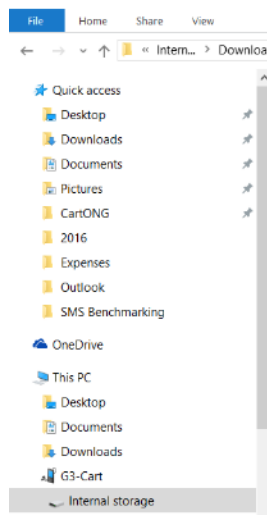 File Home Share View
« Intern... > Downloa
Quick access
Desktop
Downloads
Documents
Pictures
CartONG
2016
Expenses
Outlook
SMS Benchmarking
OneDrive
This PC
Desktop
Documents
Downloads
G3-Cart
Internal storage